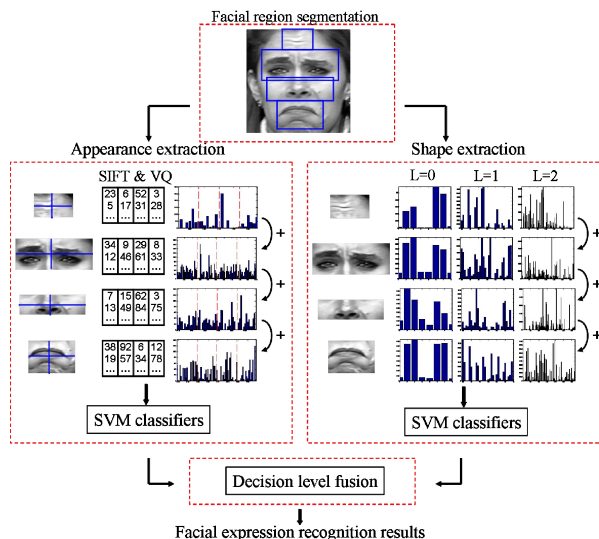 Facial region segmentation
Appearance extraction
SIFT & VQ
23 6 52 3
5 17 31 28
... ... ... ...
+
34 9 29 8
12 46 61 33
... ... ... ...
+
7 15 62 3
13 49 84 75
... ... ... ...
+
38 92 6 12
19 57 34 78
... ... ... ...
SVM classifiers
Shape extraction
L=0 L=1 L=2
+
+
+
SVM classifiers
Decision level fusion
Facial expression recognition results